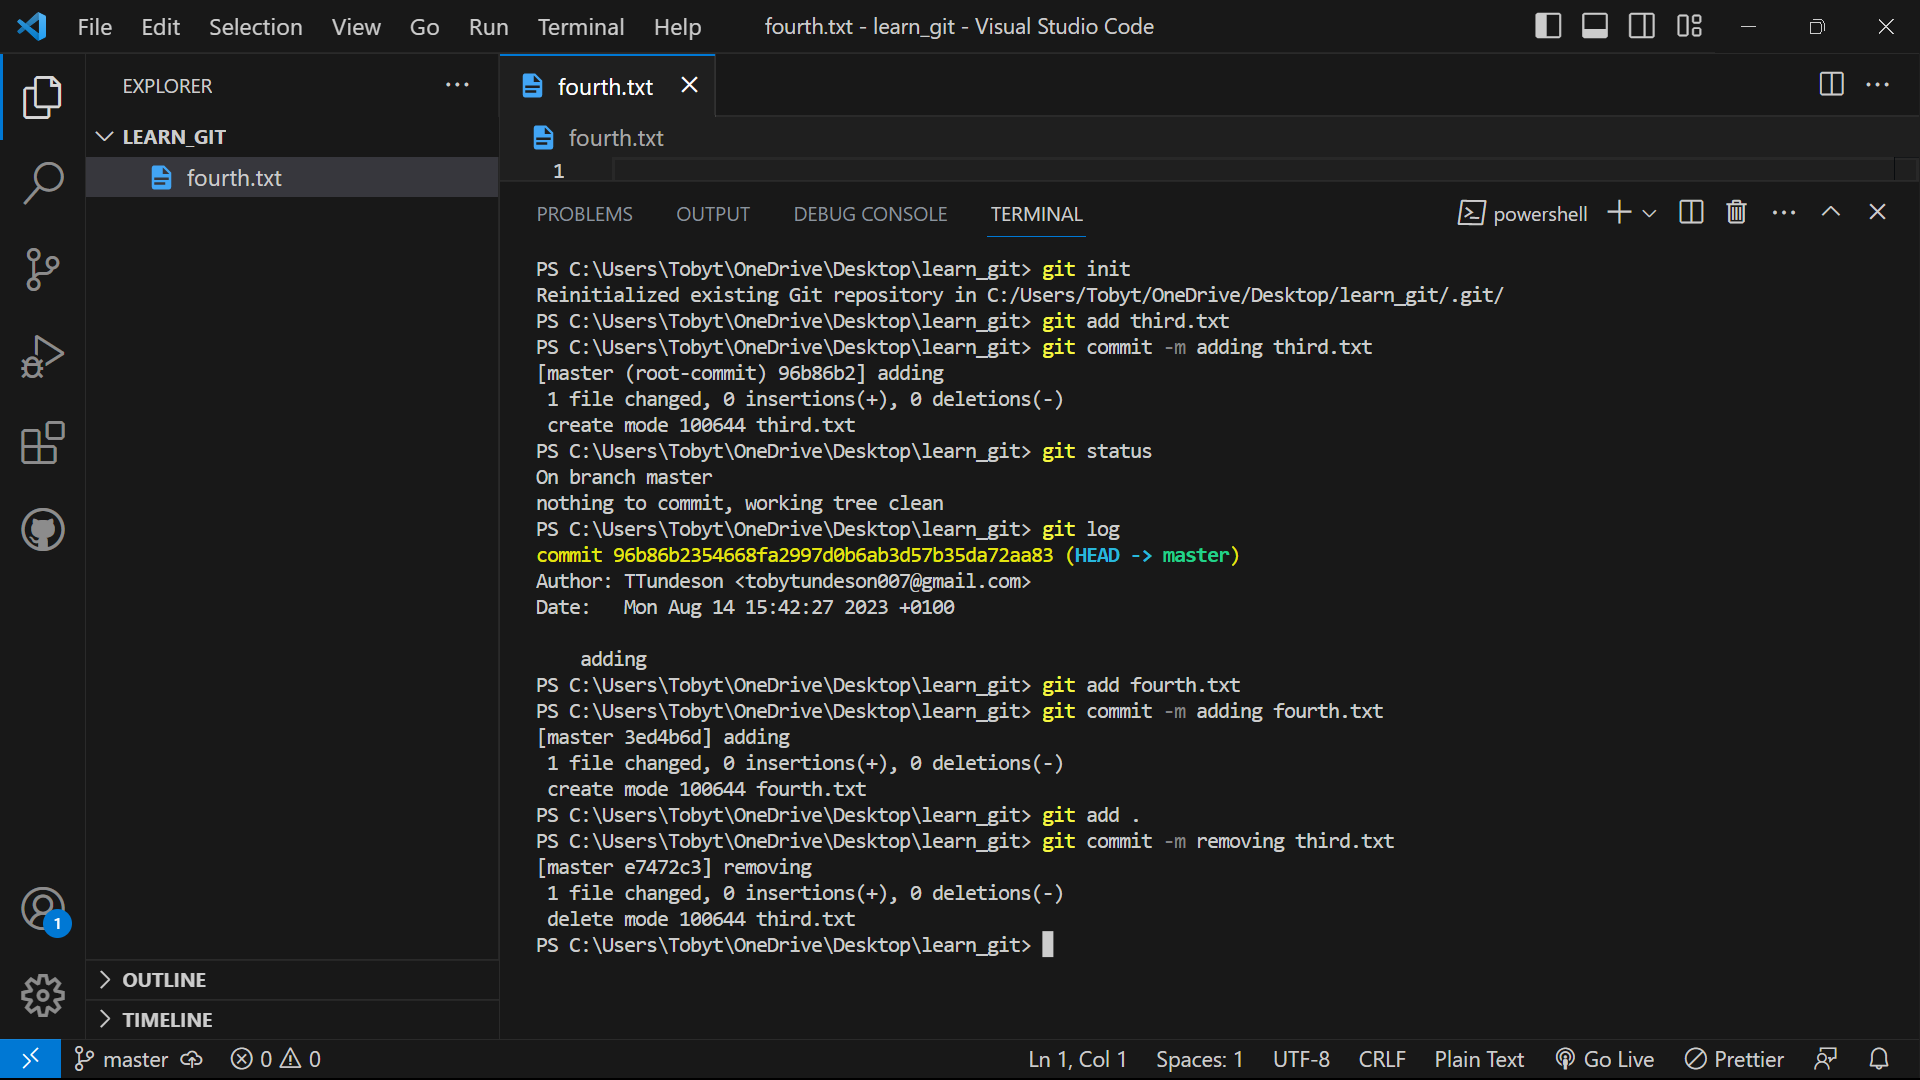 File Edit Selection View Go Run Terminal Help fourth.txt - learn_git - Visual Studio Code
EXPLORER
fourth.txt
LEARN_GIT
fourth.txt
fourth.txt
1
PROBLEMS OUTPUT DEBUG CONSOLE TERMINAL powershell
PS C:\Users\Tobyt\OneDrive\Desktop\learn_git> git init
Reinitialized existing Git repository in C:/Users/Tobyt/OneDrive/Desktop/learn_git/.git/
PS C:\Users\Tobyt\OneDrive\Desktop\learn_git> git add third.txt
PS C:\Users\Tobyt\OneDrive\Desktop\learn_git> git commit -m adding third.txt
[master (root-commit) 96b86b2] adding
 1 file changed, 0 insertions(+), 0 deletions(-)
 create mode 100644 third.txt
PS C:\Users\Tobyt\OneDrive\Desktop\learn_git> git status
On branch master
nothing to commit, working tree clean
PS C:\Users\Tobyt\OneDrive\Desktop\learn_git> git log
commit 96b86b2354668fa2997d0b6ab3d57b35da72aa83 (HEAD -> master)
Author: TTundeson <tobytundeson007@gmail.com>
Date:   Mon Aug 14 15:42:27 2023 +0100
    adding
PS C:\Users\Tobyt\OneDrive\Desktop\learn_git> git add fourth.txt
PS C:\Users\Tobyt\OneDrive\Desktop\learn_git> git commit -m adding fourth.txt
[master 3ed4b6d] adding
 1 file changed, 0 insertions(+), 0 deletions(-)
 create mode 100644 fourth.txt
PS C:\Users\Tobyt\OneDrive\Desktop\learn_git> git add .
PS C:\Users\Tobyt\OneDrive\Desktop\learn_git> git commit -m removing third.txt
[master e7472c3] removing
 1 file changed, 0 insertions(+), 0 deletions(-)
 delete mode 100644 third.txt
PS C:\Users\Tobyt\OneDrive\Desktop\learn_git>
1
OUTLINE
TIMELINE
master 0 0 Ln 1, Col 1 Spaces: 1 UTF-8 CRLF Plain Text Go Live Prettier